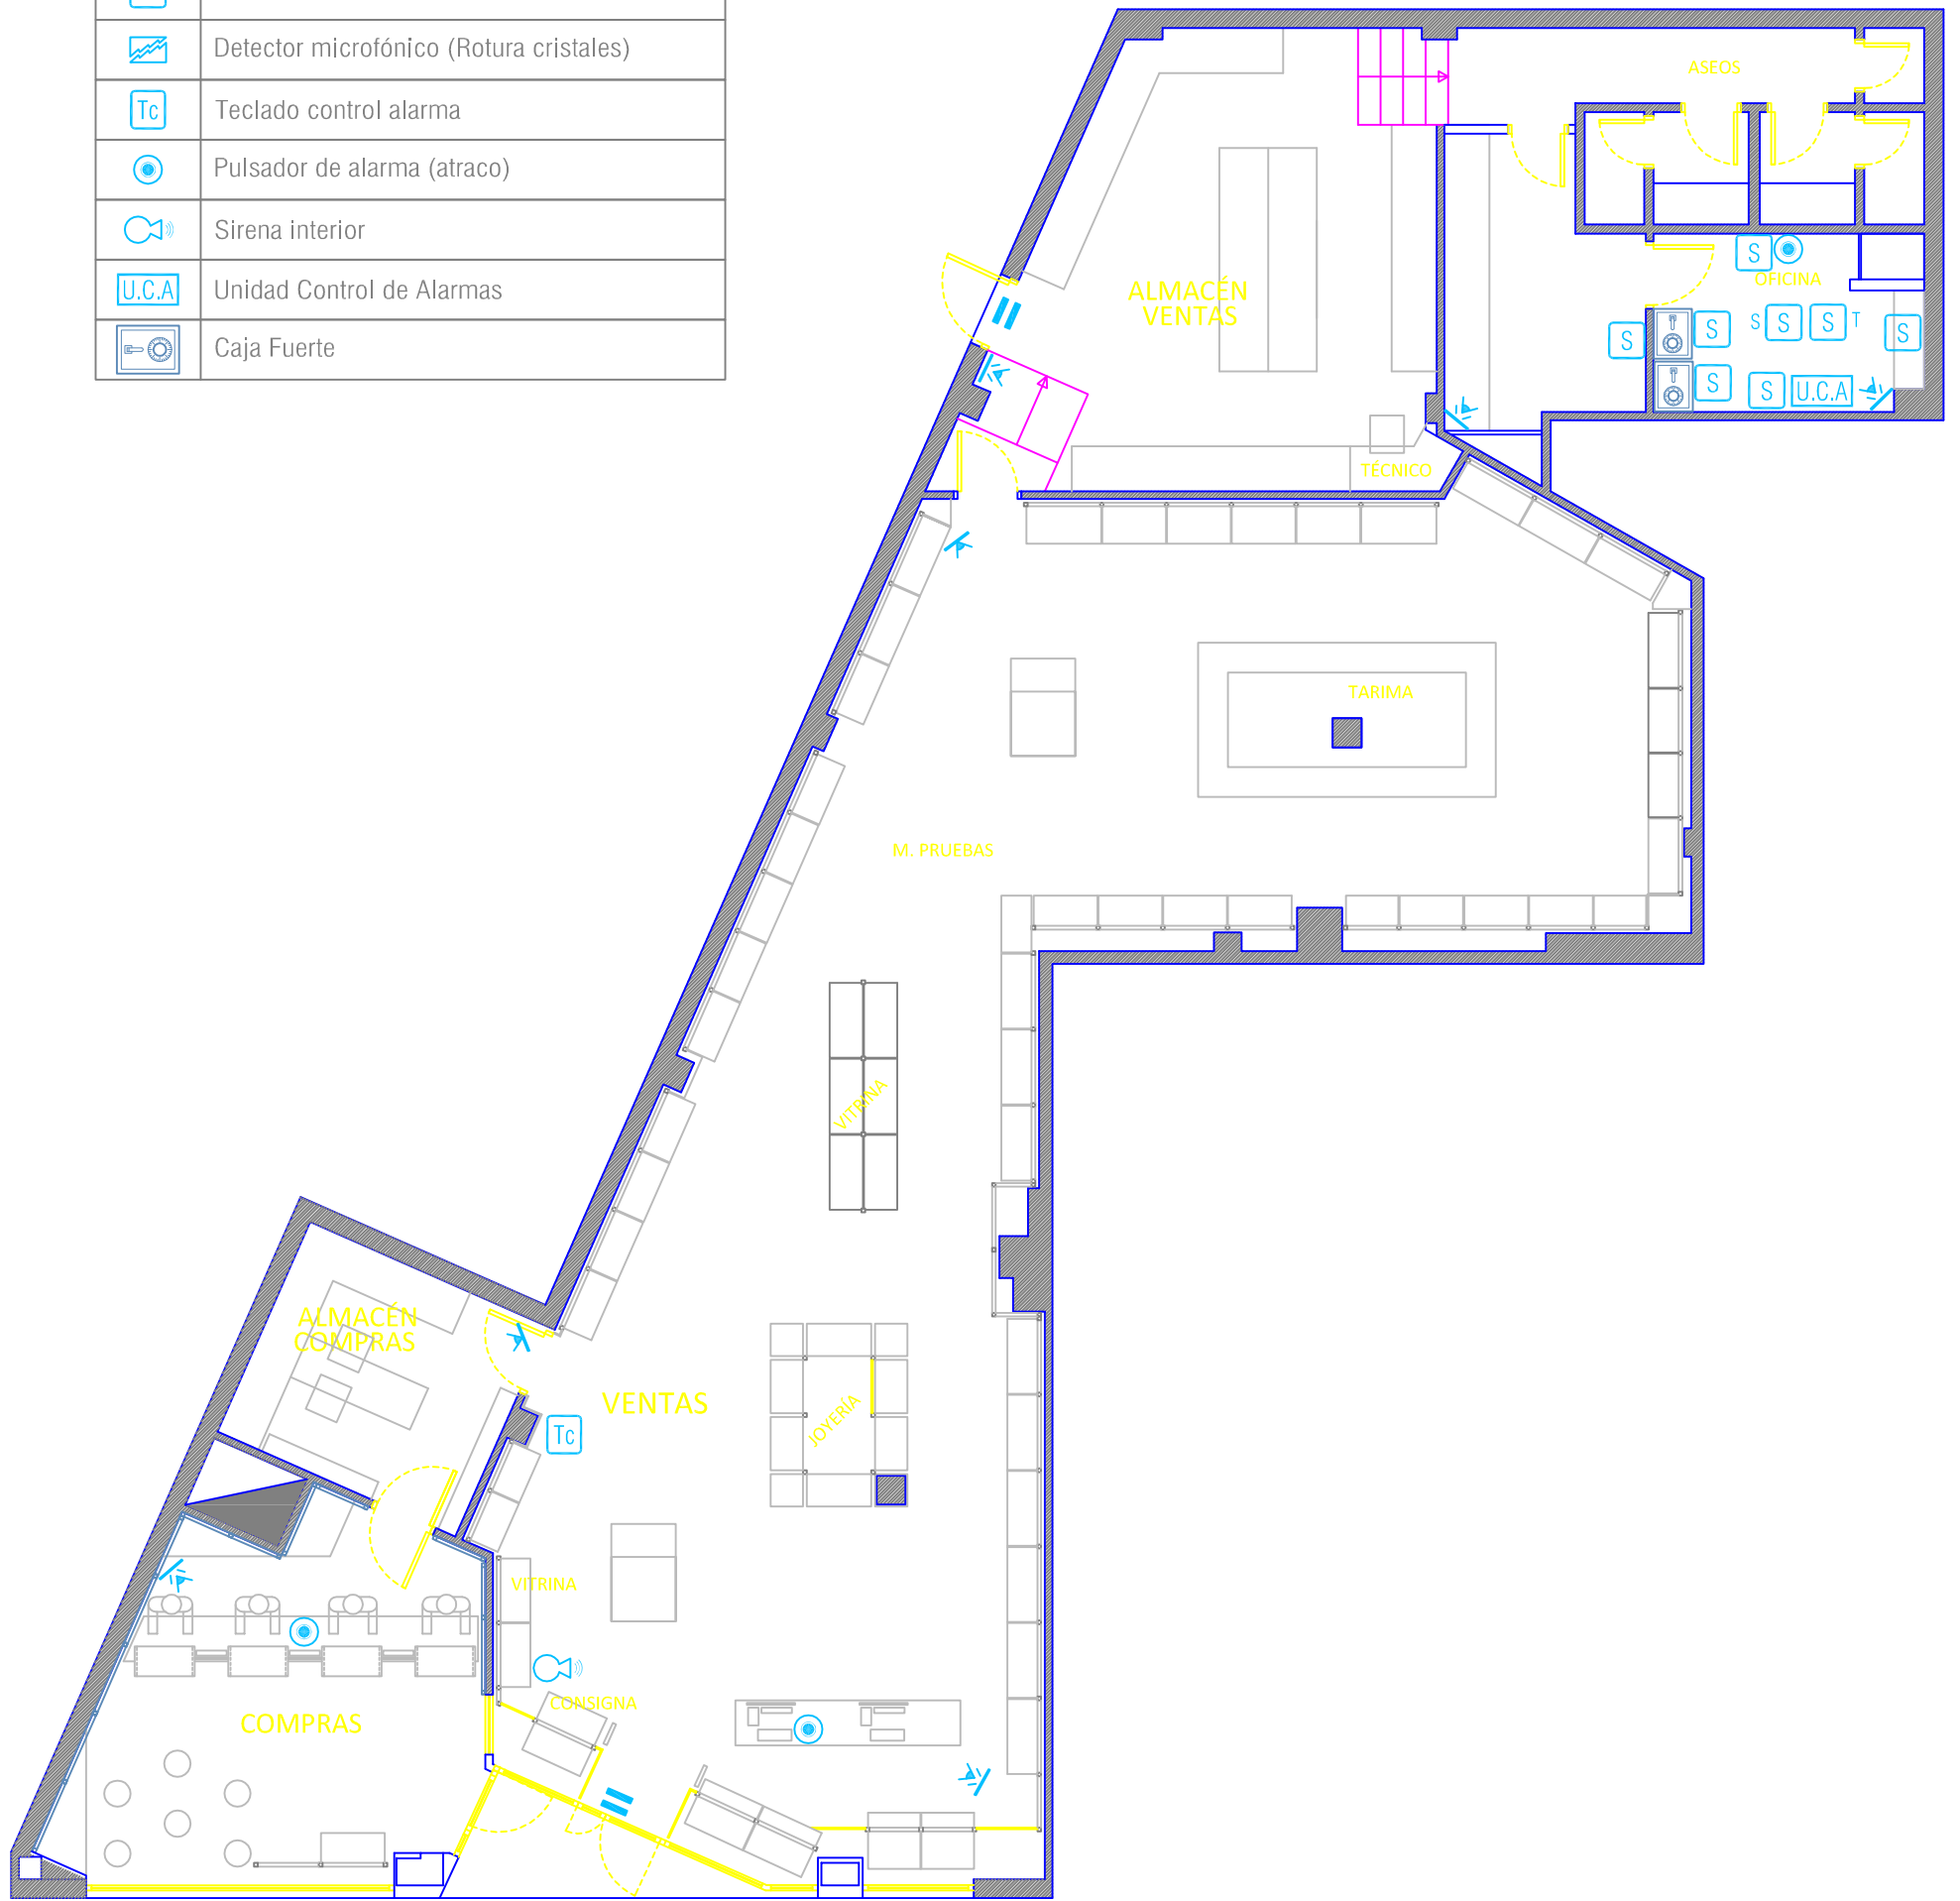 Detector microfónico (Rotura cristales)
Tc
Teclado control alarma
Pulsador de alarma (atraco)
Sirena interior
U.C.A
Unidad Control de Alarmas
Caja Fuerte
ASEOS
S
OFICINA
ALMACÉN
VENTAS
S
S
S
S
S
T
S
S
S
U.C.A
TÉCNICO
TARIMA
M. PRUEBAS
VITRINA
ALMACÉN
COMPRAS
VENTAS
JOYERÍA
Tc
VITRINA
CONSIGNA
COMPRAS